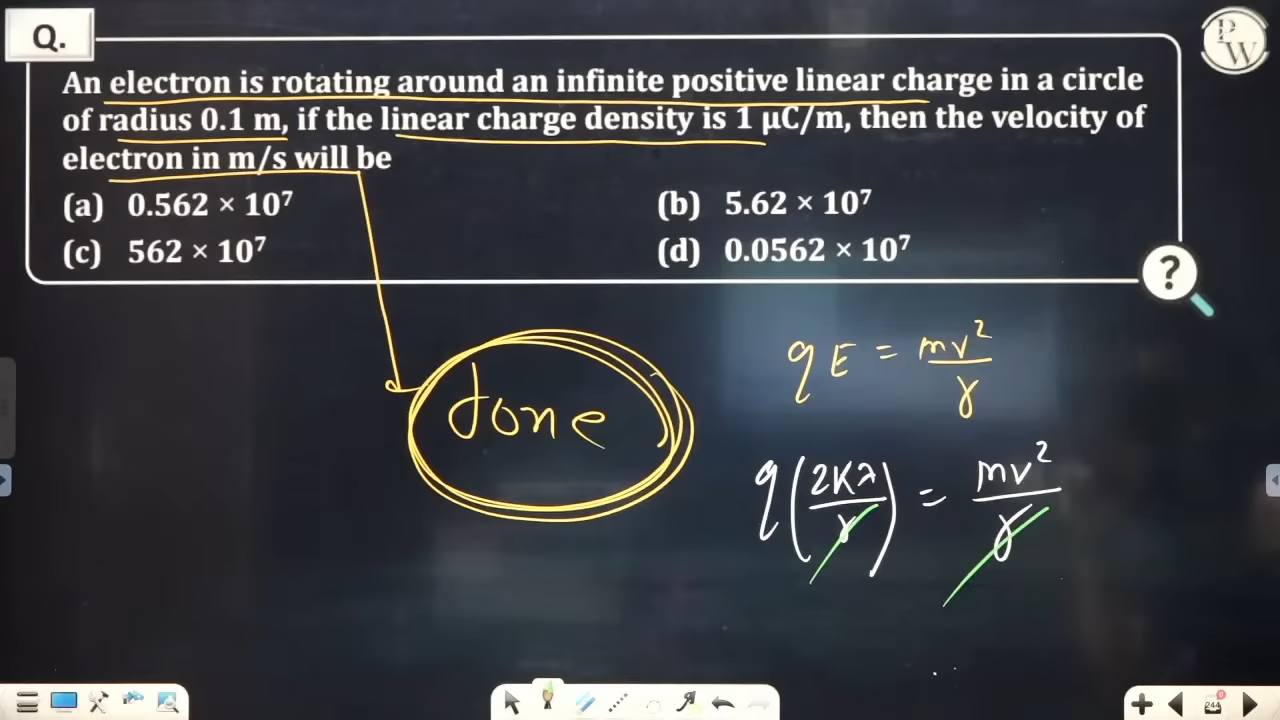 Q.
PW
An electron is rotating around an infinite positive linear charge in a circle
of radius 0.1 m, if the linear charge density is 1 μC/m, then the velocity of
electron in m/s will be
(a) 0.562 × 10⁷
(b) 5.62 × 10⁷
(c) 562 × 10⁷
(d) 0.0562 × 10⁷
?
done
qE = mv²/r
q(2Kλ/r) = mv²/r
244